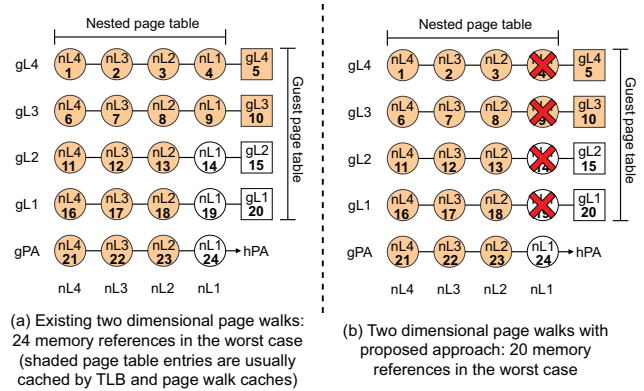 Nested page table
gL4 nL4 1 nL3 2 nL2 3 nL1 4 gL4 5
gL3 nL4 6 nL3 7 nL2 8 nL1 9 gL3 10
gL2 nL4 11 nL3 12 nL2 13 nL1 14 gL2 15
gL1 nL4 16 nL3 17 nL2 18 nL1 19 gL1 20
gPA nL4 21 nL3 22 nL2 23 nL1 24 hPA
nL4 nL3 nL2 nL1
Guest page table
(a) Existing two dimensional page walks:
24 memory references in the worst case
(shaded page table entries are usually
cached by TLB and page walk caches)
Nested page table
gL4 nL4 1 nL3 2 nL2 3 gL4 5
gL3 nL4 6 nL3 7 nL2 8 gL3 10
gL2 nL4 11 nL3 12 nL2 13 gL2 15
gL1 nL4 16 nL3 17 nL2 18 gL1 20
gPA nL4 21 nL3 22 nL2 23 nL1 24 hPA
nL4 nL3 nL2 nL1
Guest page table
(b) Two dimensional page walks with
proposed approach: 20 memory
references in the worst case